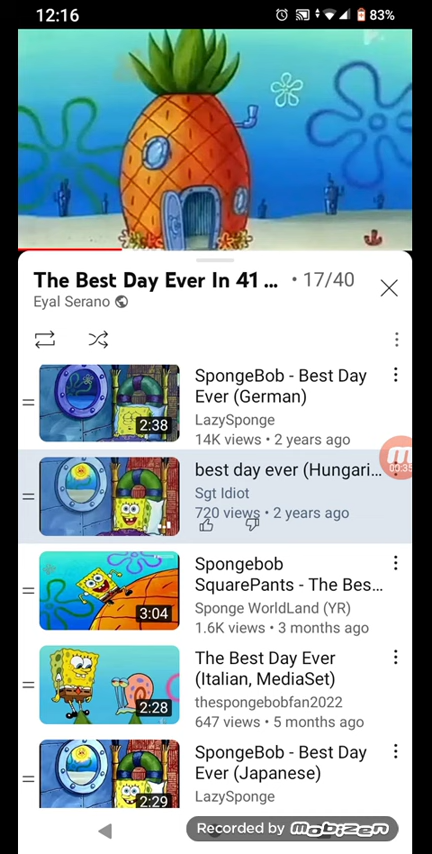 12:16
83%
The Best Day Ever In 41 ... • 17/40
Eyal Serano
SpongeBob - Best Day
Ever (German)
LazySponge
14K views • 2 years ago
2:38
00:35
best day ever (Hungari...
Sgt Idiot
720 views • 2 years ago
Spongebob
SquarePants - The Bes...
Sponge WorldLand (YR)
1.6K views • 3 months ago
3:04
The Best Day Ever
(Italian, MediaSet)
thespongebobfan2022
647 views • 5 months ago
2:28
SpongeBob - Best Day
Ever (Japanese)
LazySponge
2:29
Recorded by Mobizen